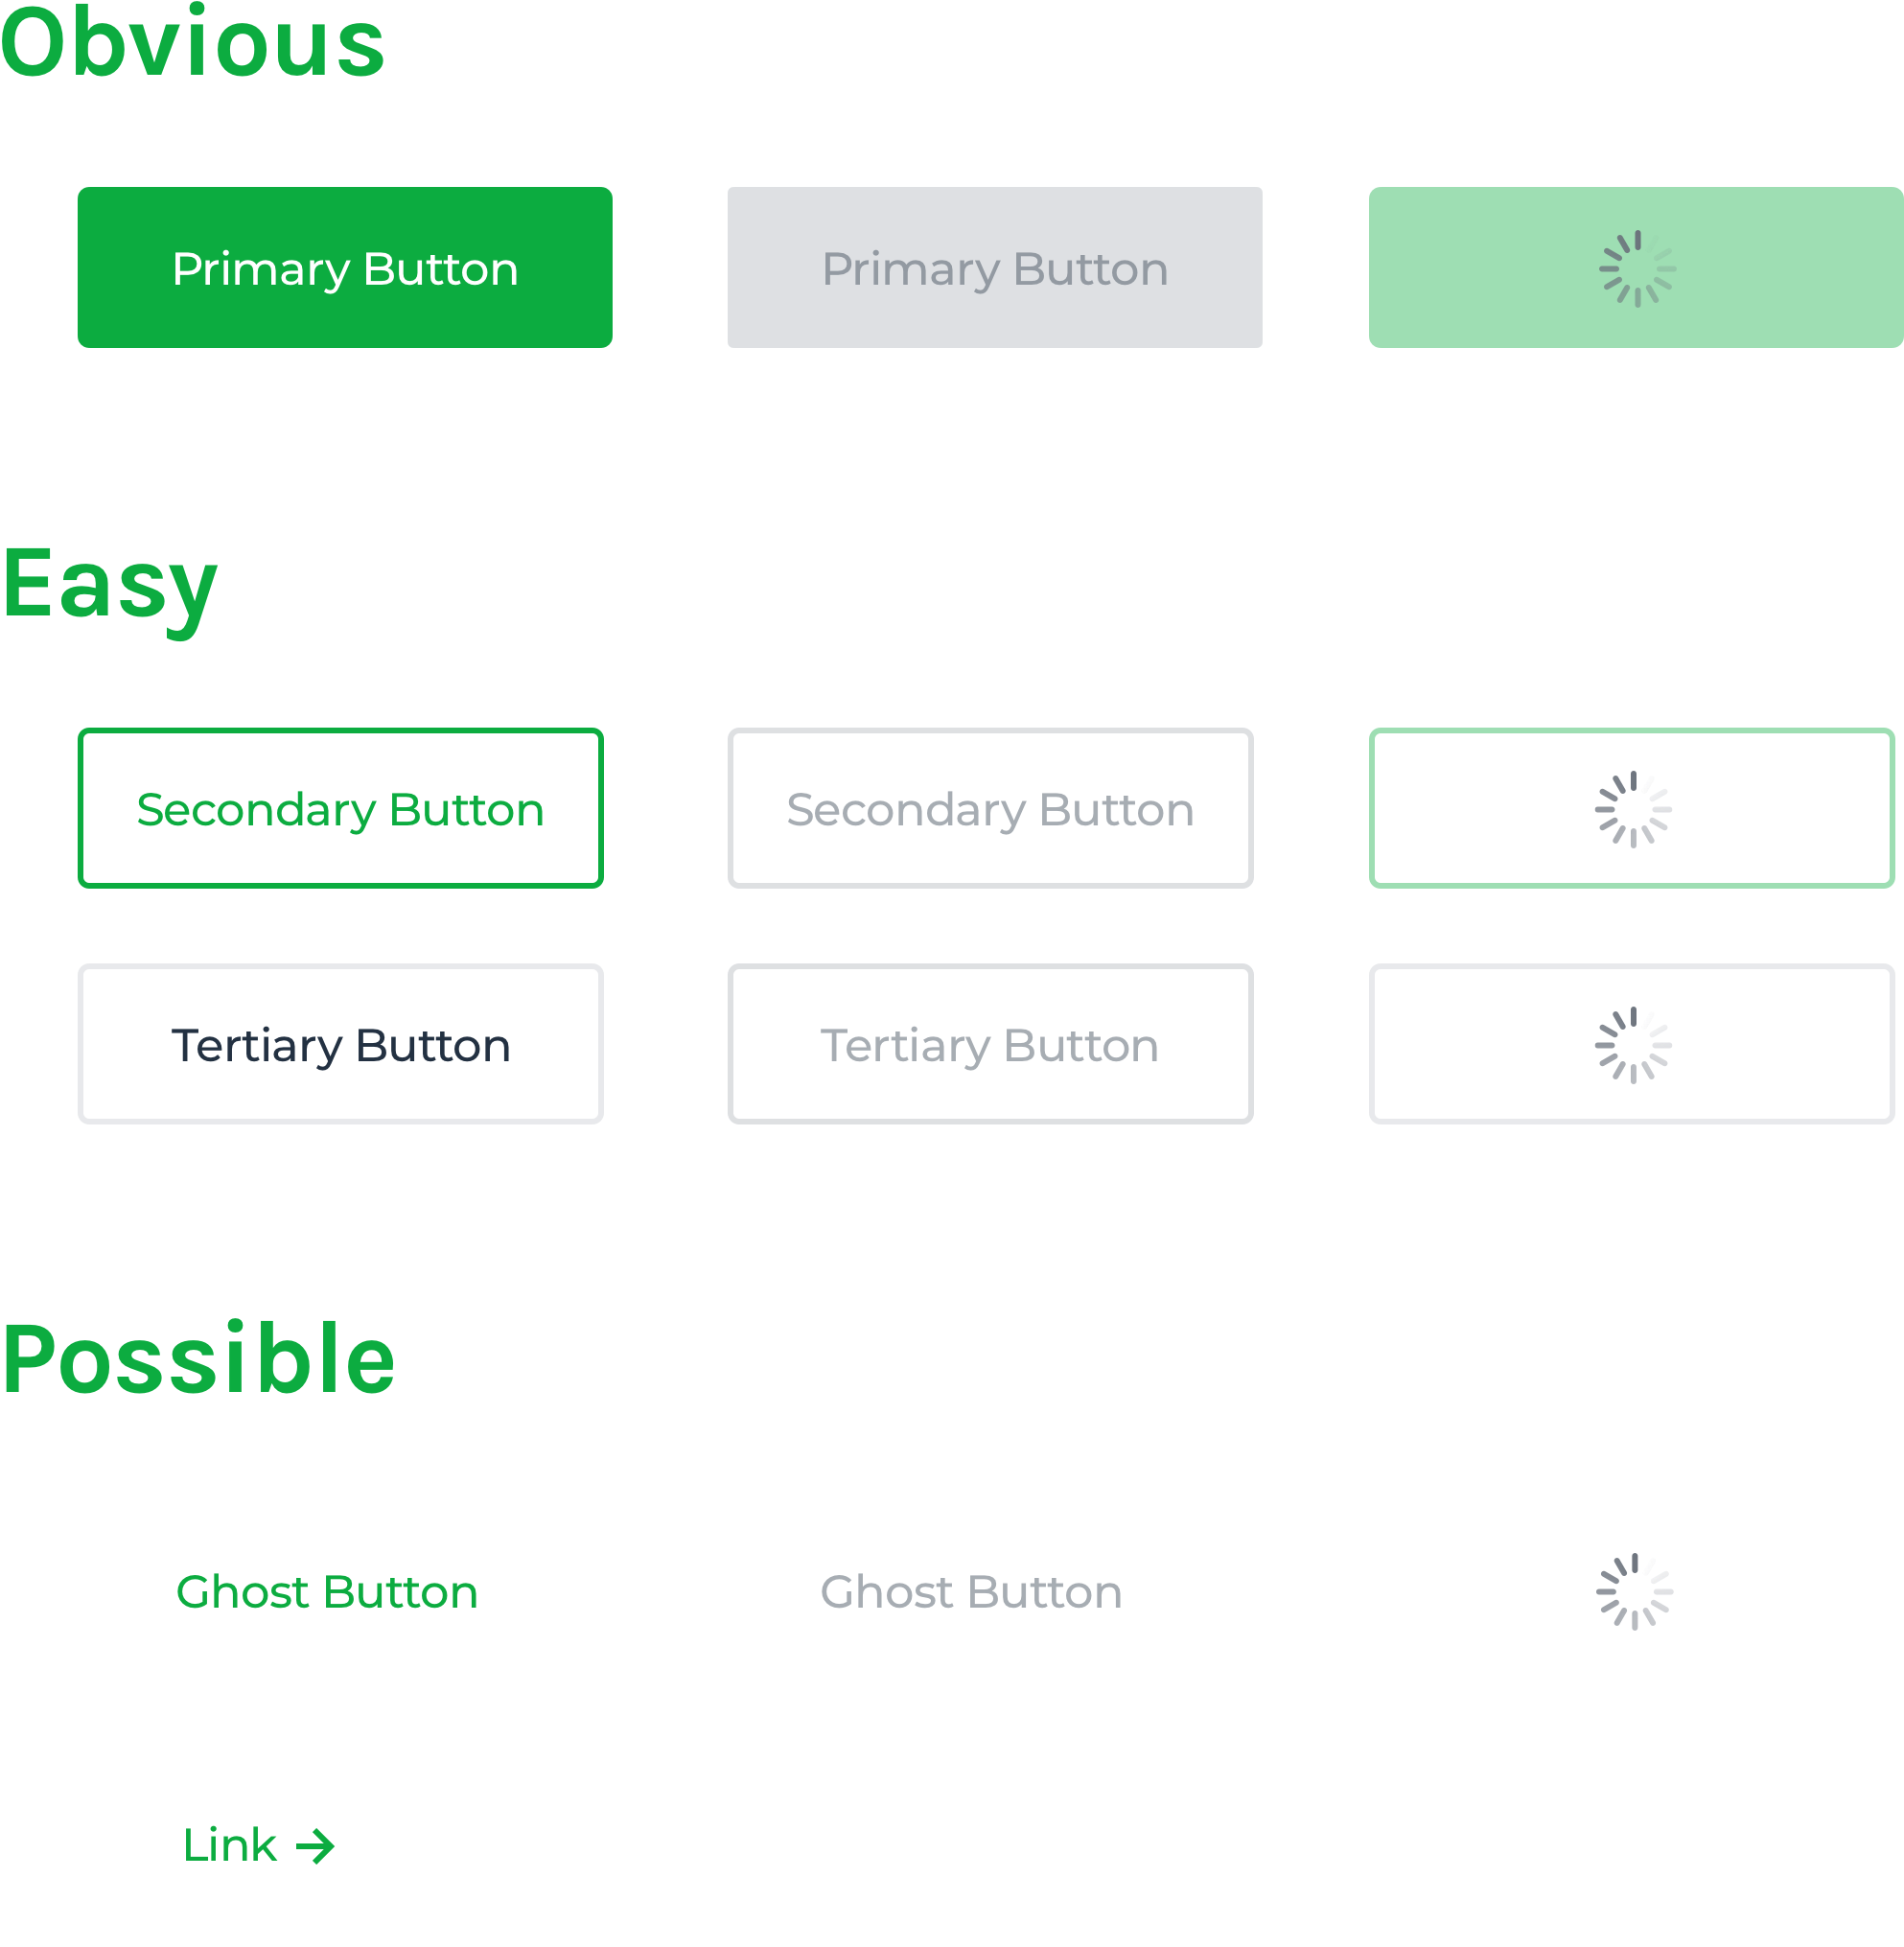 Obvious
Primary Button Primary Button
Easy
Secondary Button Secondary Button
Tertiary Button Tertiary Button
Possible
Ghost Button Ghost Button
Link →